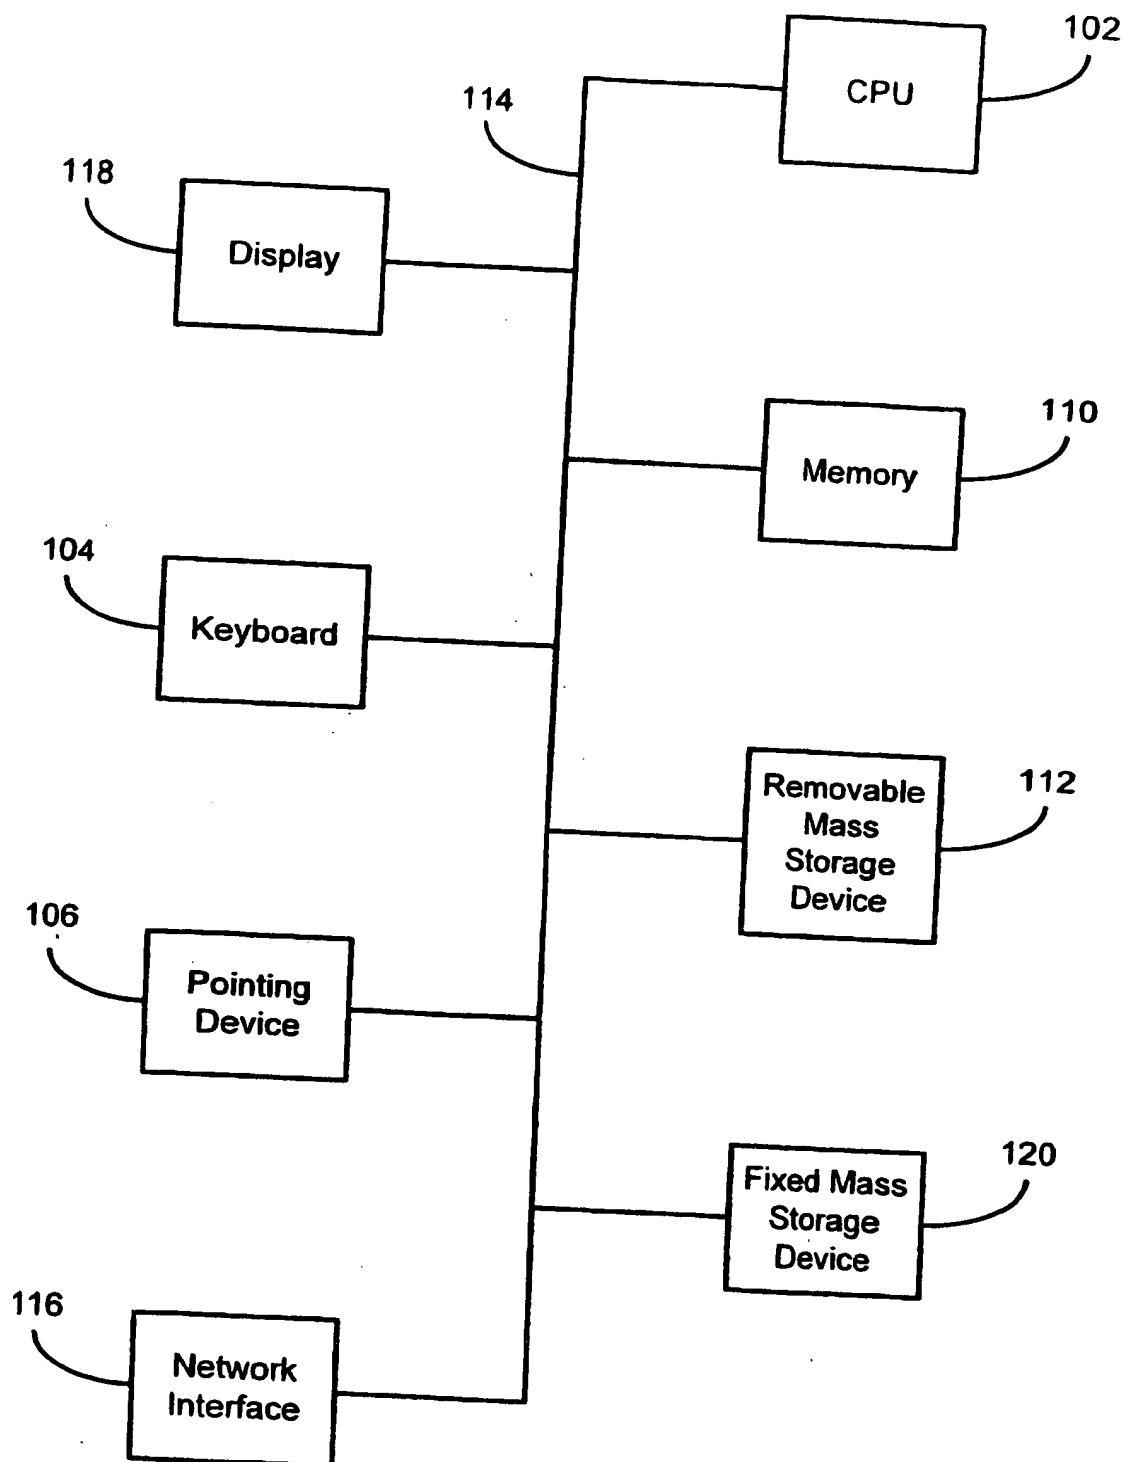 102
CPU
114
118
Display
110
Memory
104
Keyboard
112
Removable
Mass
Storage
Device
106
Pointing
Device
120
Fixed Mass
Storage
Device
116
Network
Interface